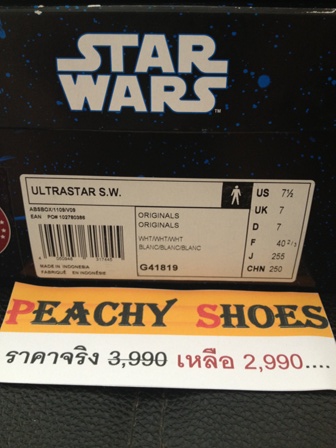 STAR
WARS
TM
ULTRASTAR S.W.
ORIGINALS
ORIGINALS
WHT/WHT/WHT
BLANC/BLANC/BLANC
G41819
MADE IN INDONESIA
FABRIQUÉ EN INDONÉSIE
US 7½
UK 7
D 7
F 40 2/3
J 255
CHN 250
PEACHY SHOES
ราคาจริง 3,990 เหลือ 2,990....